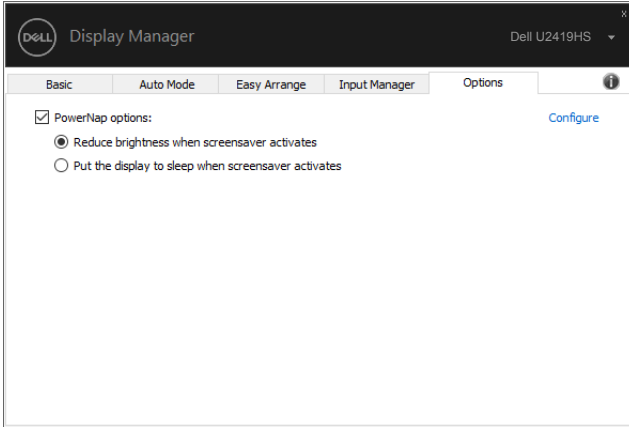 x
DELL Display Manager Dell U2419HS
Basic Auto Mode Easy Arrange Input Manager Options i
PowerNap options: Configure
Reduce brightness when screensaver activates
Put the display to sleep when screensaver activates